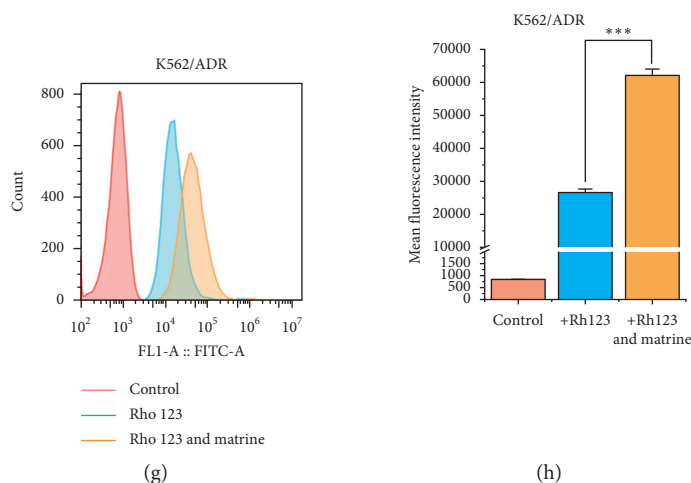 K562/ADR
800
600
400
200
0
Count
10^2 10^3 10^4 10^5 10^6 10^7
FL1-A :: FITC-A
Control
Rho 123
Rho 123 and matrine
(g)
K562/ADR
***
70000
60000
50000
40000
30000
20000
10000
1500
1000
500
0
Mean fluorescence intensity
Control +Rh123 +Rh123
and matrine
(h)